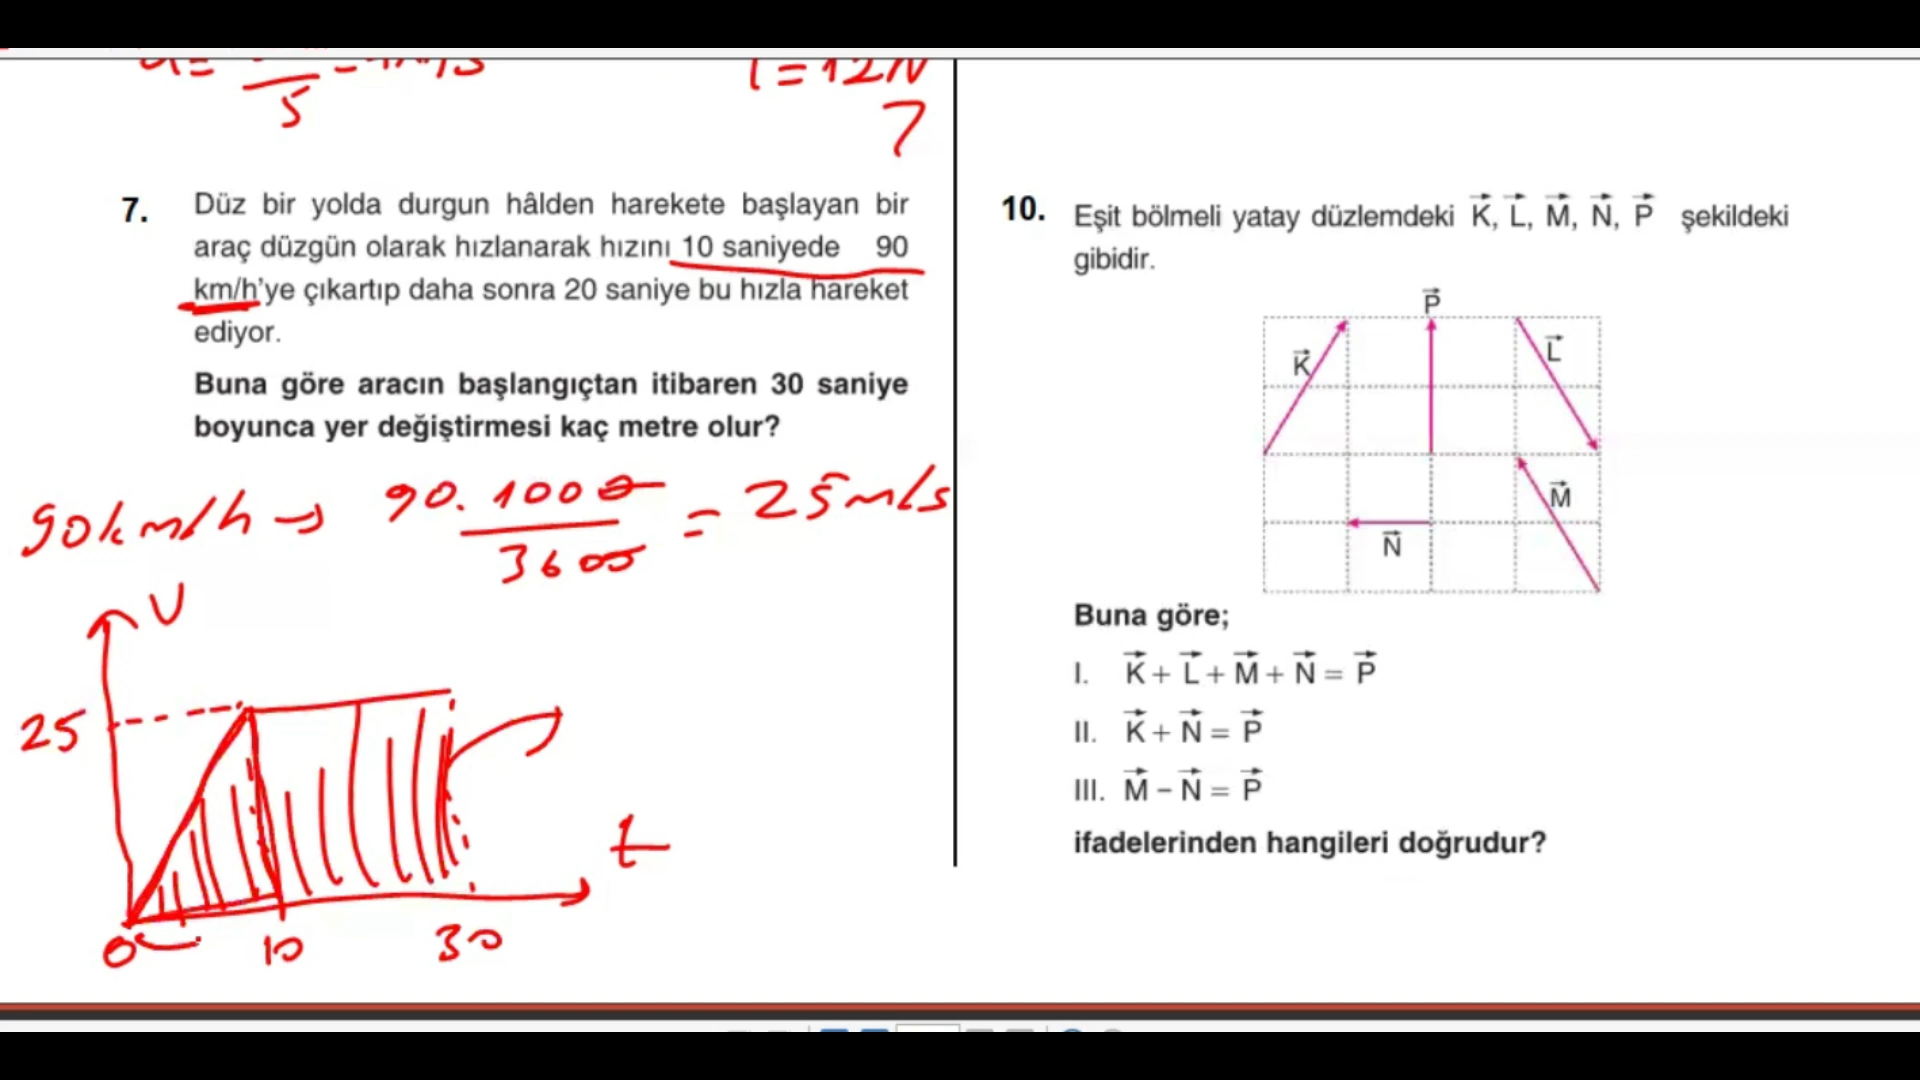 5
= 12N
7
7. Düz bir yolda durgun hâlden harekete başlayan bir
araç düzgün olarak hızlanarak hızını 10 saniyede 90
km/h'ye çıkartıp daha sonra 20 saniye bu hızla hareket
ediyor.
Buna göre aracın başlangıçtan itibaren 30 saniye
boyunca yer değiştirmesi kaç metre olur?
90km/h → 90.1000 = 25m/s
3600
V
25
t
0 10 30
10. Eşit bölmeli yatay düzlemdeki K⃗, L⃗, M⃗, N⃗, P⃗ şekildeki
gibidir.
P⃗
K⃗
L⃗
M⃗
N⃗
Buna göre;
I. K⃗ + L⃗ + M⃗ + N⃗ = P⃗
II. K⃗ + N⃗ = P⃗
III. M⃗ − N⃗ = P⃗
ifadelerinden hangileri doğrudur?